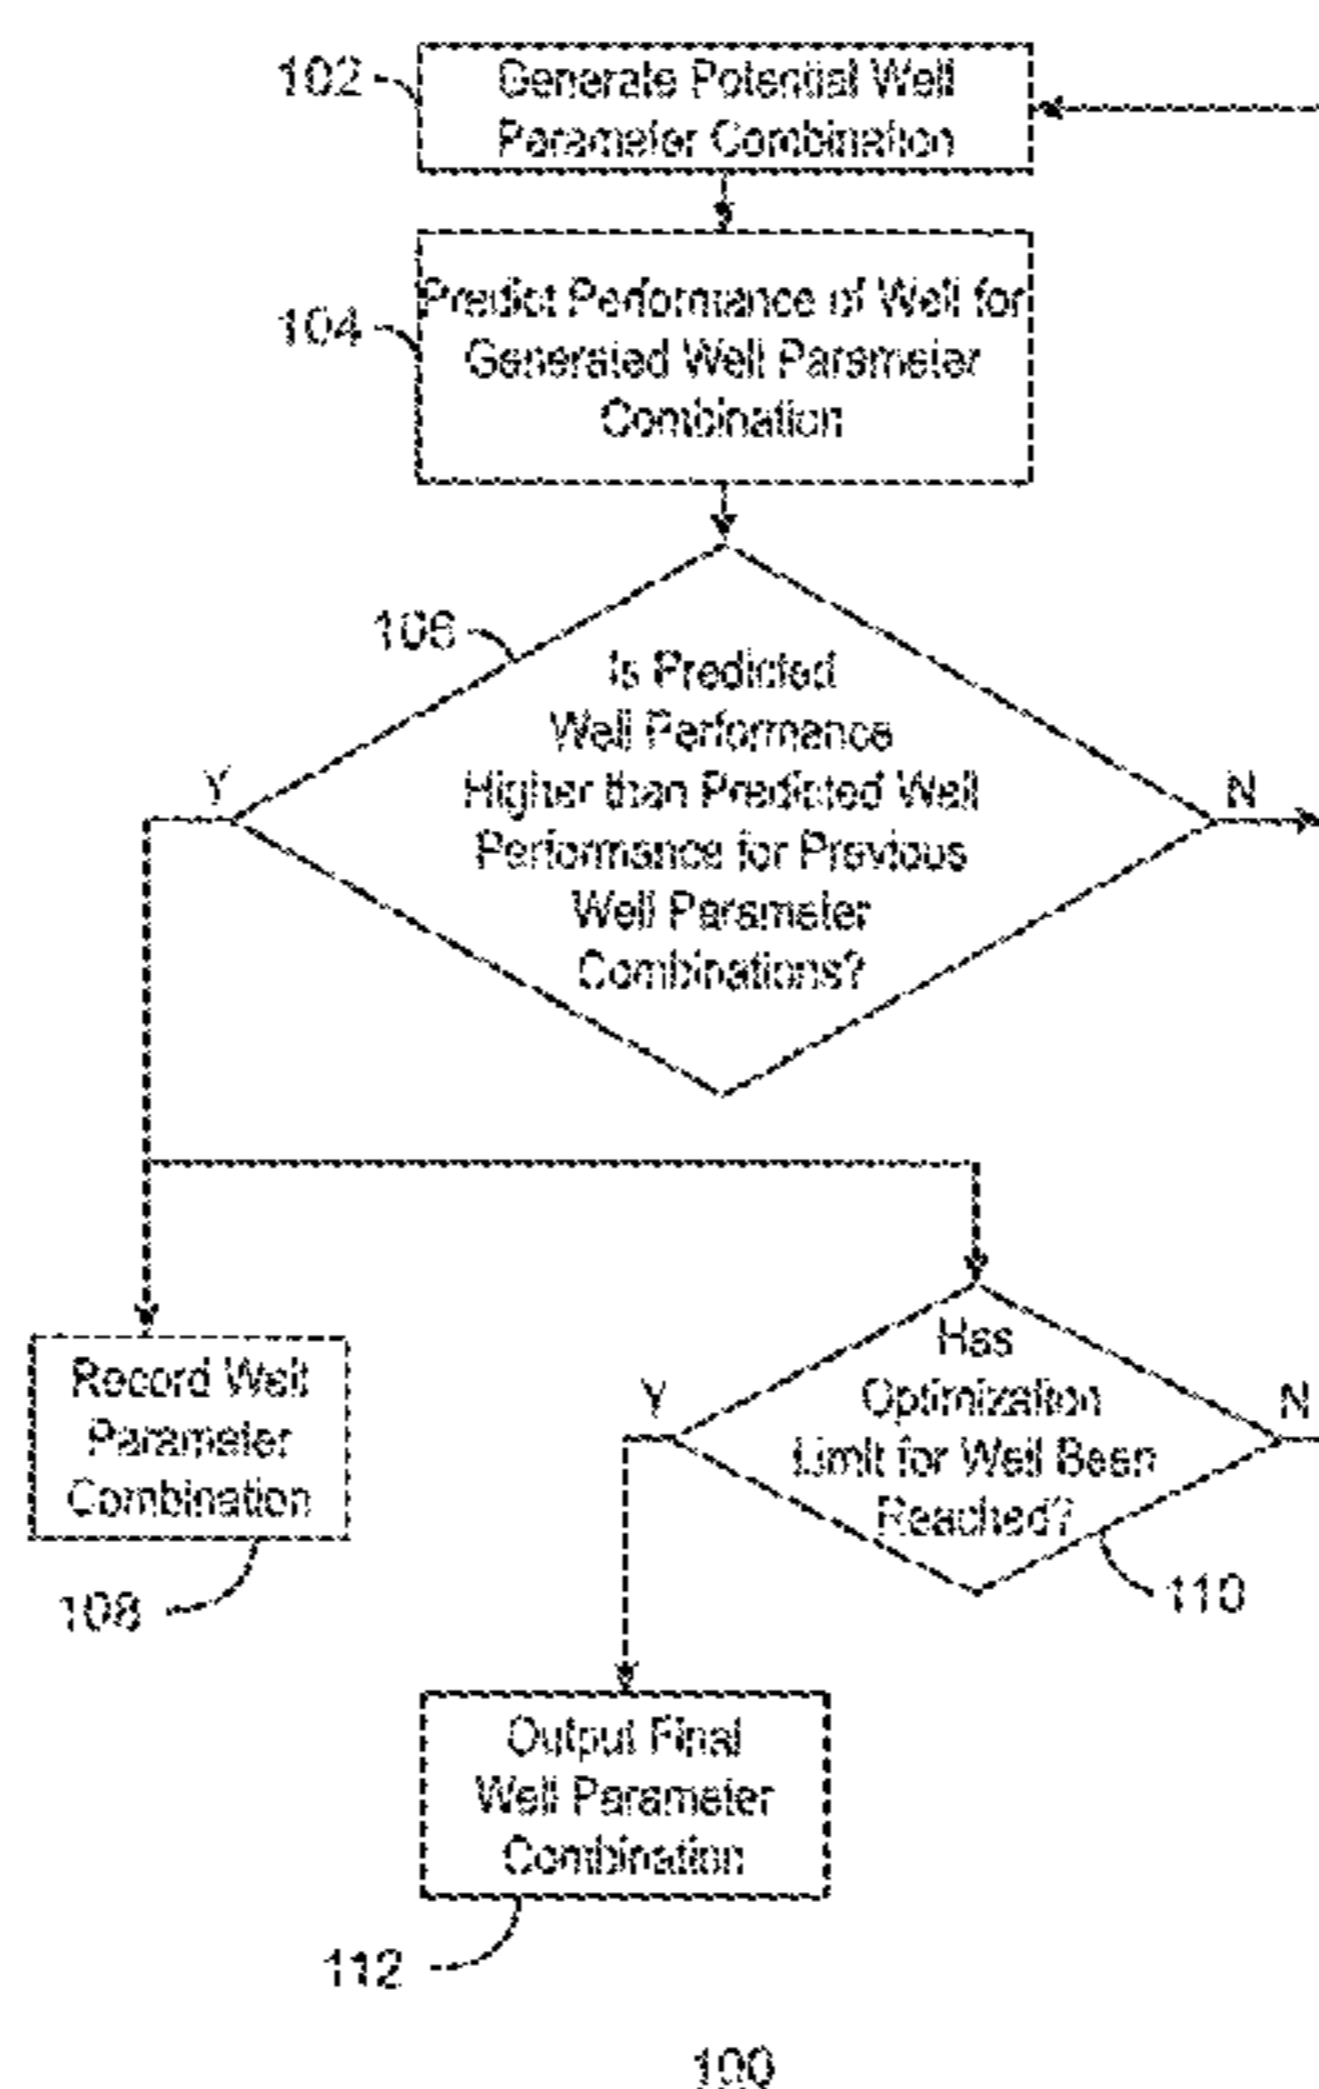 102
Generate Potential Well
Parameter Combination
104
Predict Performance of Well for
Generated Well Parameter
Combination
106
Is Predicted
Well Performance
Higher than Predicted Well
Performance for Previous
Well Parameter
Combinations?
Y
N
Record Well
Parameter
Combination
108
Has
Optimization
Limit for Well Been
Reached?
Y
N
110
Output Final
Well Parameter
Combination
112
100